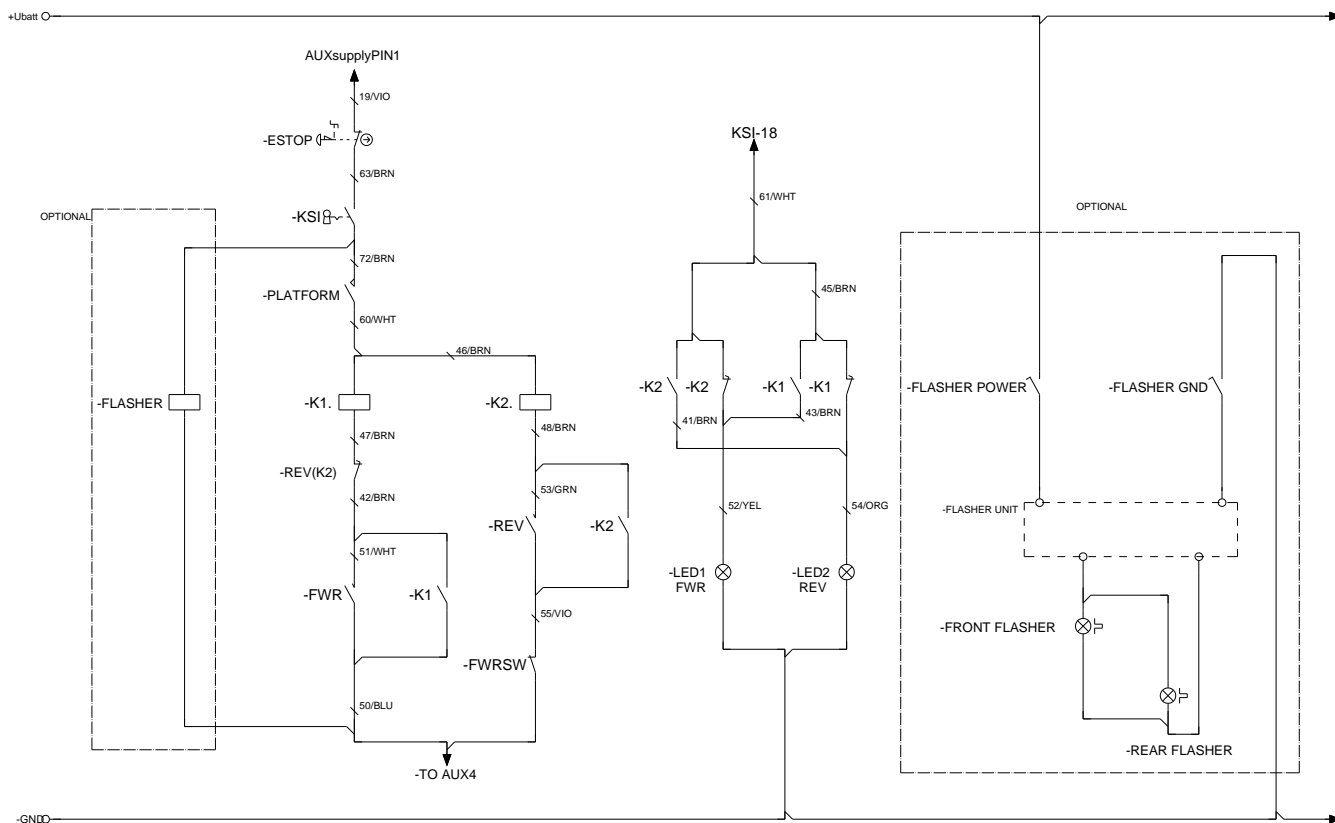 +Ubatt
AUXsupplyPIN1
19/VIO
-ESTOP
63/BRN
-KSI
OPTIONAL
72/BRN
-PLATFORM
60/WHT
46/BRN
-FLASHER
-K1.
-K2.
47/BRN
48/BRN
-REV(K2)
42/BRN
53/GRN
-REV
-K2
51/WHT
-FWR
-K1
55/VIO
-FWRSW
50/BLU
-TO AUX4
KSI-18
61/WHT
45/BRN
-K2
-K2
-K1
-K1
41/BRN
43/BRN
52/YEL
54/ORG
-LED1
FWR
-LED2
REV
OPTIONAL
-FLASHER POWER
-FLASHER GND
-FLASHER UNIT
-FRONT FLASHER
-REAR FLASHER
-GND